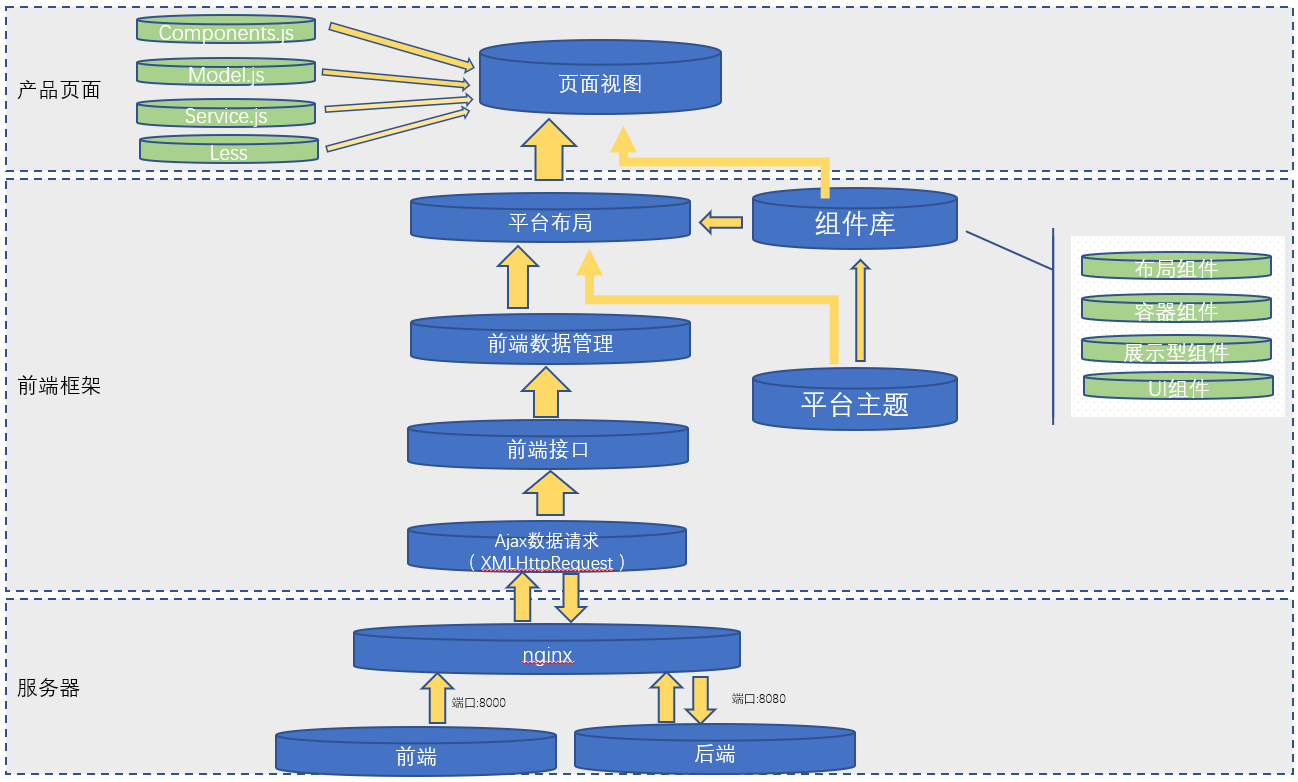 产品页面
Components.js
Model.js
Service.js
Less
页面视图
前端框架
平台布局
组件库
布局组件
容器组件
展示型组件
UI组件
前端数据管理
平台主题
前端接口
Ajax数据请求
（XMLHttpRequest）
服务器
nginx
端口:8000
端口:8080
前端
后端